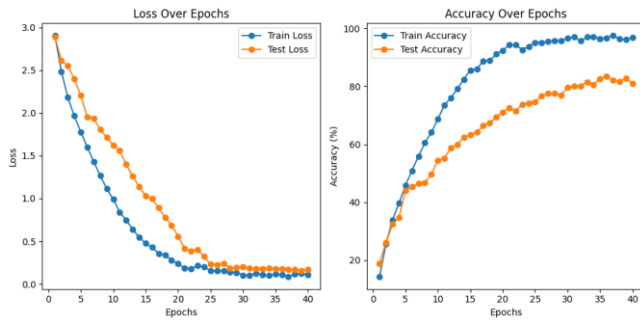 Loss Over Epochs
Train Loss
Test Loss
Loss
3.0
2.5
2.0
1.5
1.0
0.5
0.0
0 5 10 15 20 25 30 35 40
Epochs
Accuracy Over Epochs
Train Accuracy
Test Accuracy
Accuracy (%)
100
80
60
40
20
0 5 10 15 20 25 30 35 40
Epochs